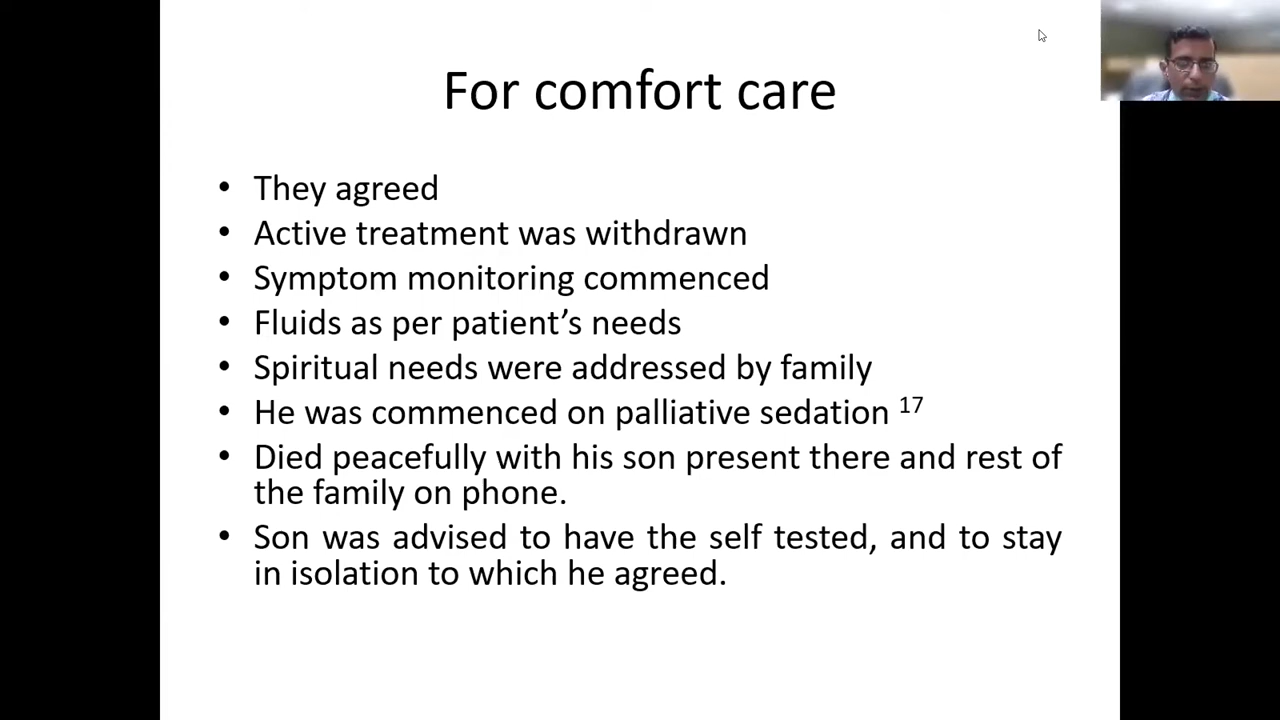 For comfort care
• They agreed
• Active treatment was withdrawn
• Symptom monitoring commenced
• Fluids as per patient’s needs
• Spiritual needs were addressed by family
• He was commenced on palliative sedation 17
• Died peacefully with his son present there and rest of
the family on phone.
• Son was advised to have the self tested, and to stay
in isolation to which he agreed.